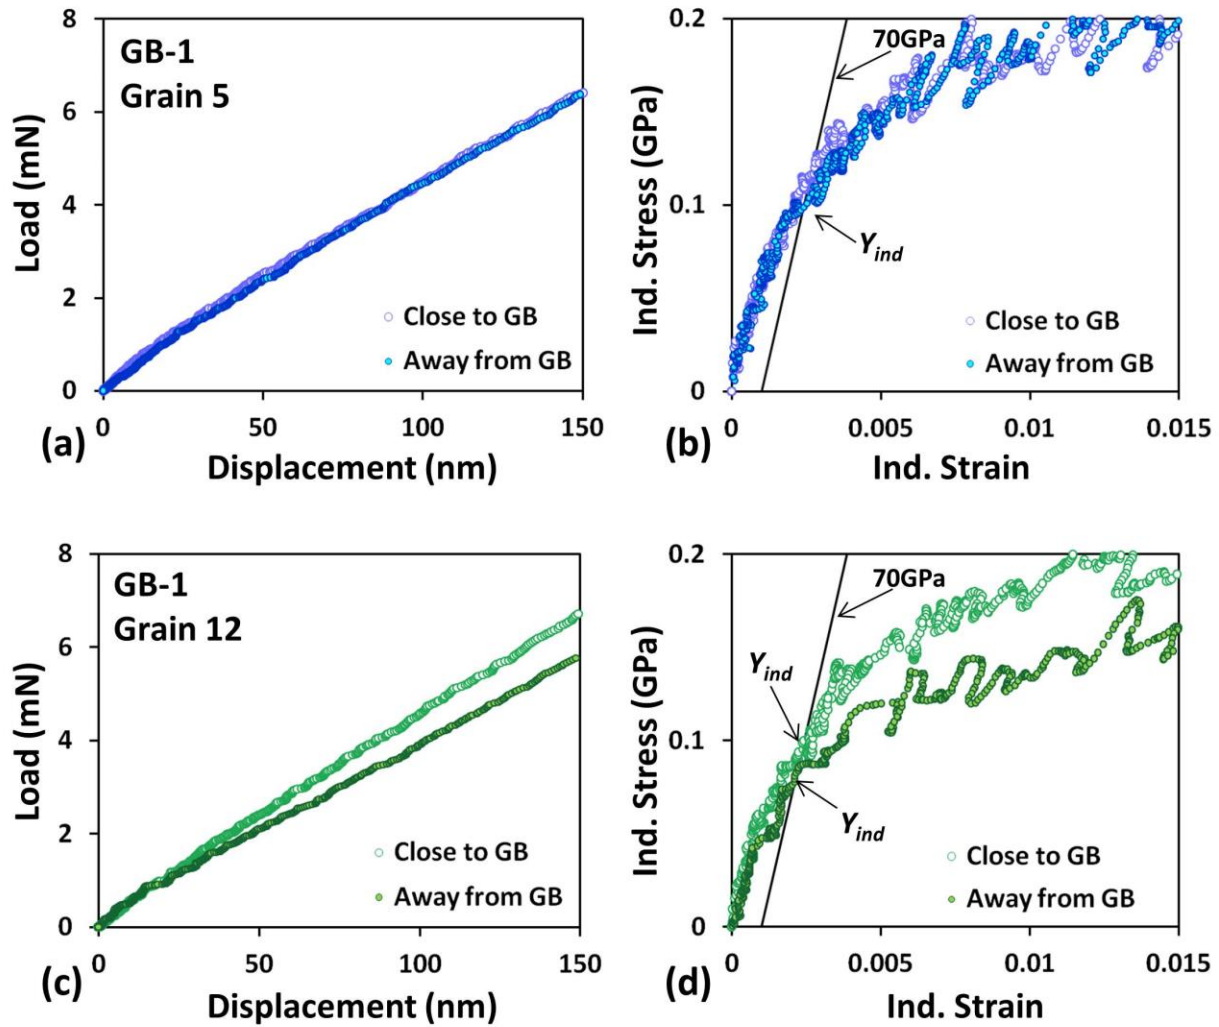 GB-1
Grain 5
8
6
4
2
0
Load (mN)
0 50 100 150
Displacement (nm)
Close to GB
Away from GB
(a)
0.2
0.1
0
Ind. Stress (GPa)
70GPa
Yind
Close to GB
Away from GB
0 0.005 0.01 0.015
Ind. Strain
(b)
GB-1
Grain 12
8
6
4
2
0
Load (mN)
0 50 100 150
Displacement (nm)
Close to GB
Away from GB
(c)
0.2
0.1
0
Ind. Stress (GPa)
70GPa
Yind
Yind
Close to GB
Away from GB
0 0.005 0.01 0.015
Ind. Strain
(d)